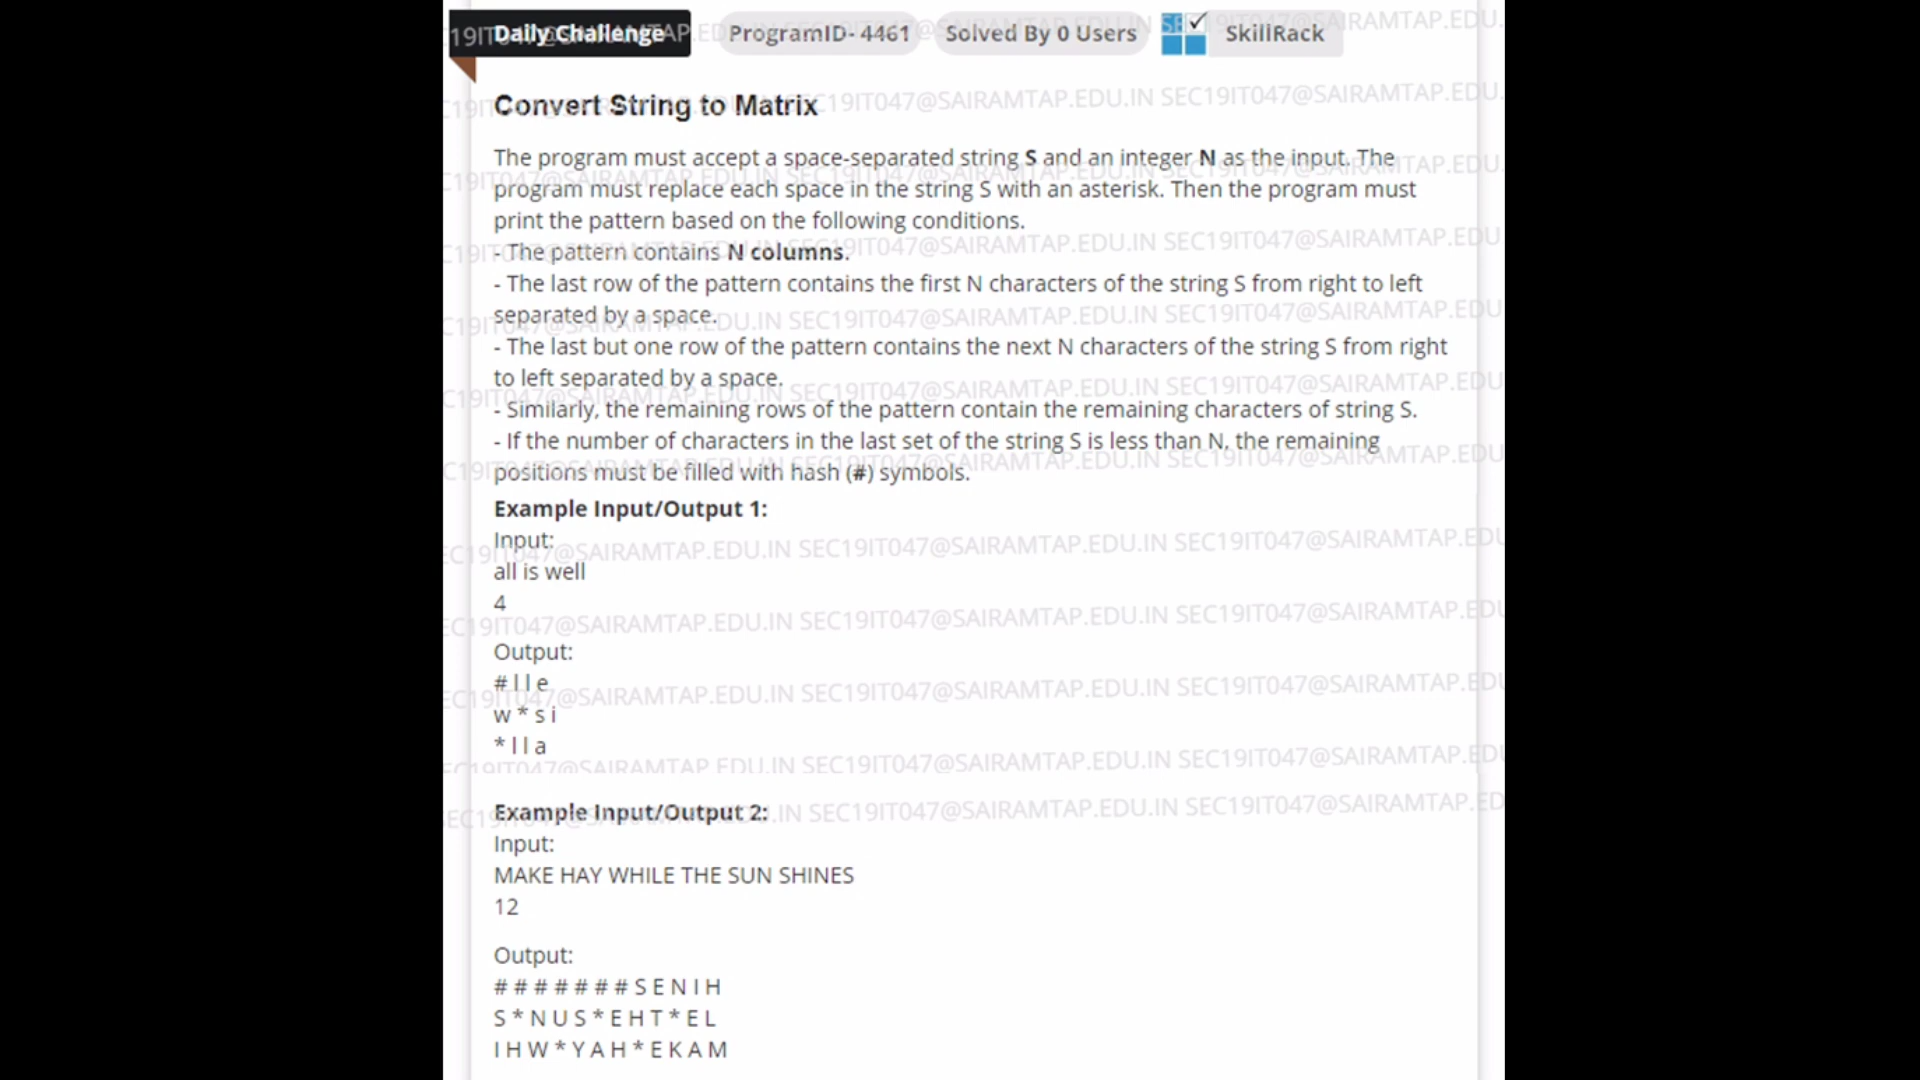 Daily Challenge ProgramID- 4461 Solved By 0 Users SkillRack
Convert String to Matrix
The program must accept a space-separated string S and an integer N as the input. The
program must replace each space in the string S with an asterisk. Then the program must
print the pattern based on the following conditions.
- The pattern contains N columns.
- The last row of the pattern contains the first N characters of the string S from right to left
separated by a space.
- The last but one row of the pattern contains the next N characters of the string S from right
to left separated by a space.
- Similarly, the remaining rows of the pattern contain the remaining characters of string S.
- If the number of characters in the last set of the string S is less than N, the remaining
positions must be filled with hash (#) symbols.
Example Input/Output 1:
Input:
all is well
4
Output:
# l l e
w * s i
* l l a
Example Input/Output 2:
Input:
MAKE HAY WHILE THE SUN SHINES
12
Output:
# # # # # # # S E N I H
S * N U S * E H T * E L
I H W * Y A H * E K A M